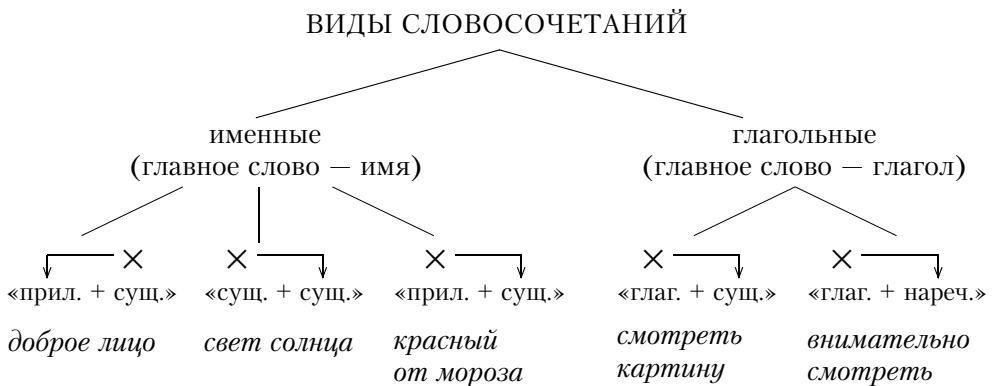 ВИДЫ СЛОВОСОЧЕТАНИЙ
именные
(главное слово — имя)
глагольные
(главное слово — глагол)
«прил. + сущ.»
«сущ. + сущ.»
«прил. + сущ.»
«глаг. + сущ.»
«глаг. + нареч.»
доброе лицо
свет солнца
красный
от мороза
смотреть
картину
внимательно
смотреть